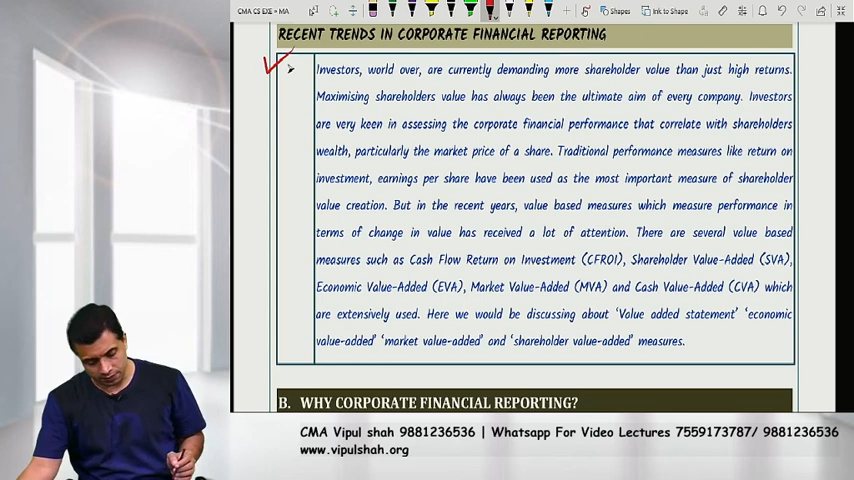 CMA CS EXE = MA
Shapes
Ink to Shape
RECENT TRENDS IN CORPORATE FINANCIAL REPORTING
Investors, world over, are currently demanding more shareholder value than just high returns.
Maximising shareholders value has always been the ultimate aim of every company. Investors
are very keen in assessing the corporate financial performance that correlate with shareholders
wealth, particularly the market price of a share. Traditional performance measures like return on
investment, earnings per share have been used as the most important measure of shareholder
value creation. But in the recent years, value based measures which measure performance in
terms of change in value has received a lot of attention. There are several value based
measures such as Cash Flow Return on Investment (CFROI), Shareholder Value-Added (SVA),
Economic Value-Added (EVA), Market Value-Added (MVA) and Cash Value-Added (CVA) which
are extensively used. Here we would be discussing about 'Value added statement' 'economic
value-added' 'market value-added' and 'shareholder value-added' measures.
B. WHY CORPORATE FINANCIAL REPORTING?
CMA Vipul shah 9881236536 | Whatsapp For Video Lectures 7559173787/ 9881236536
www.vipulshah.org